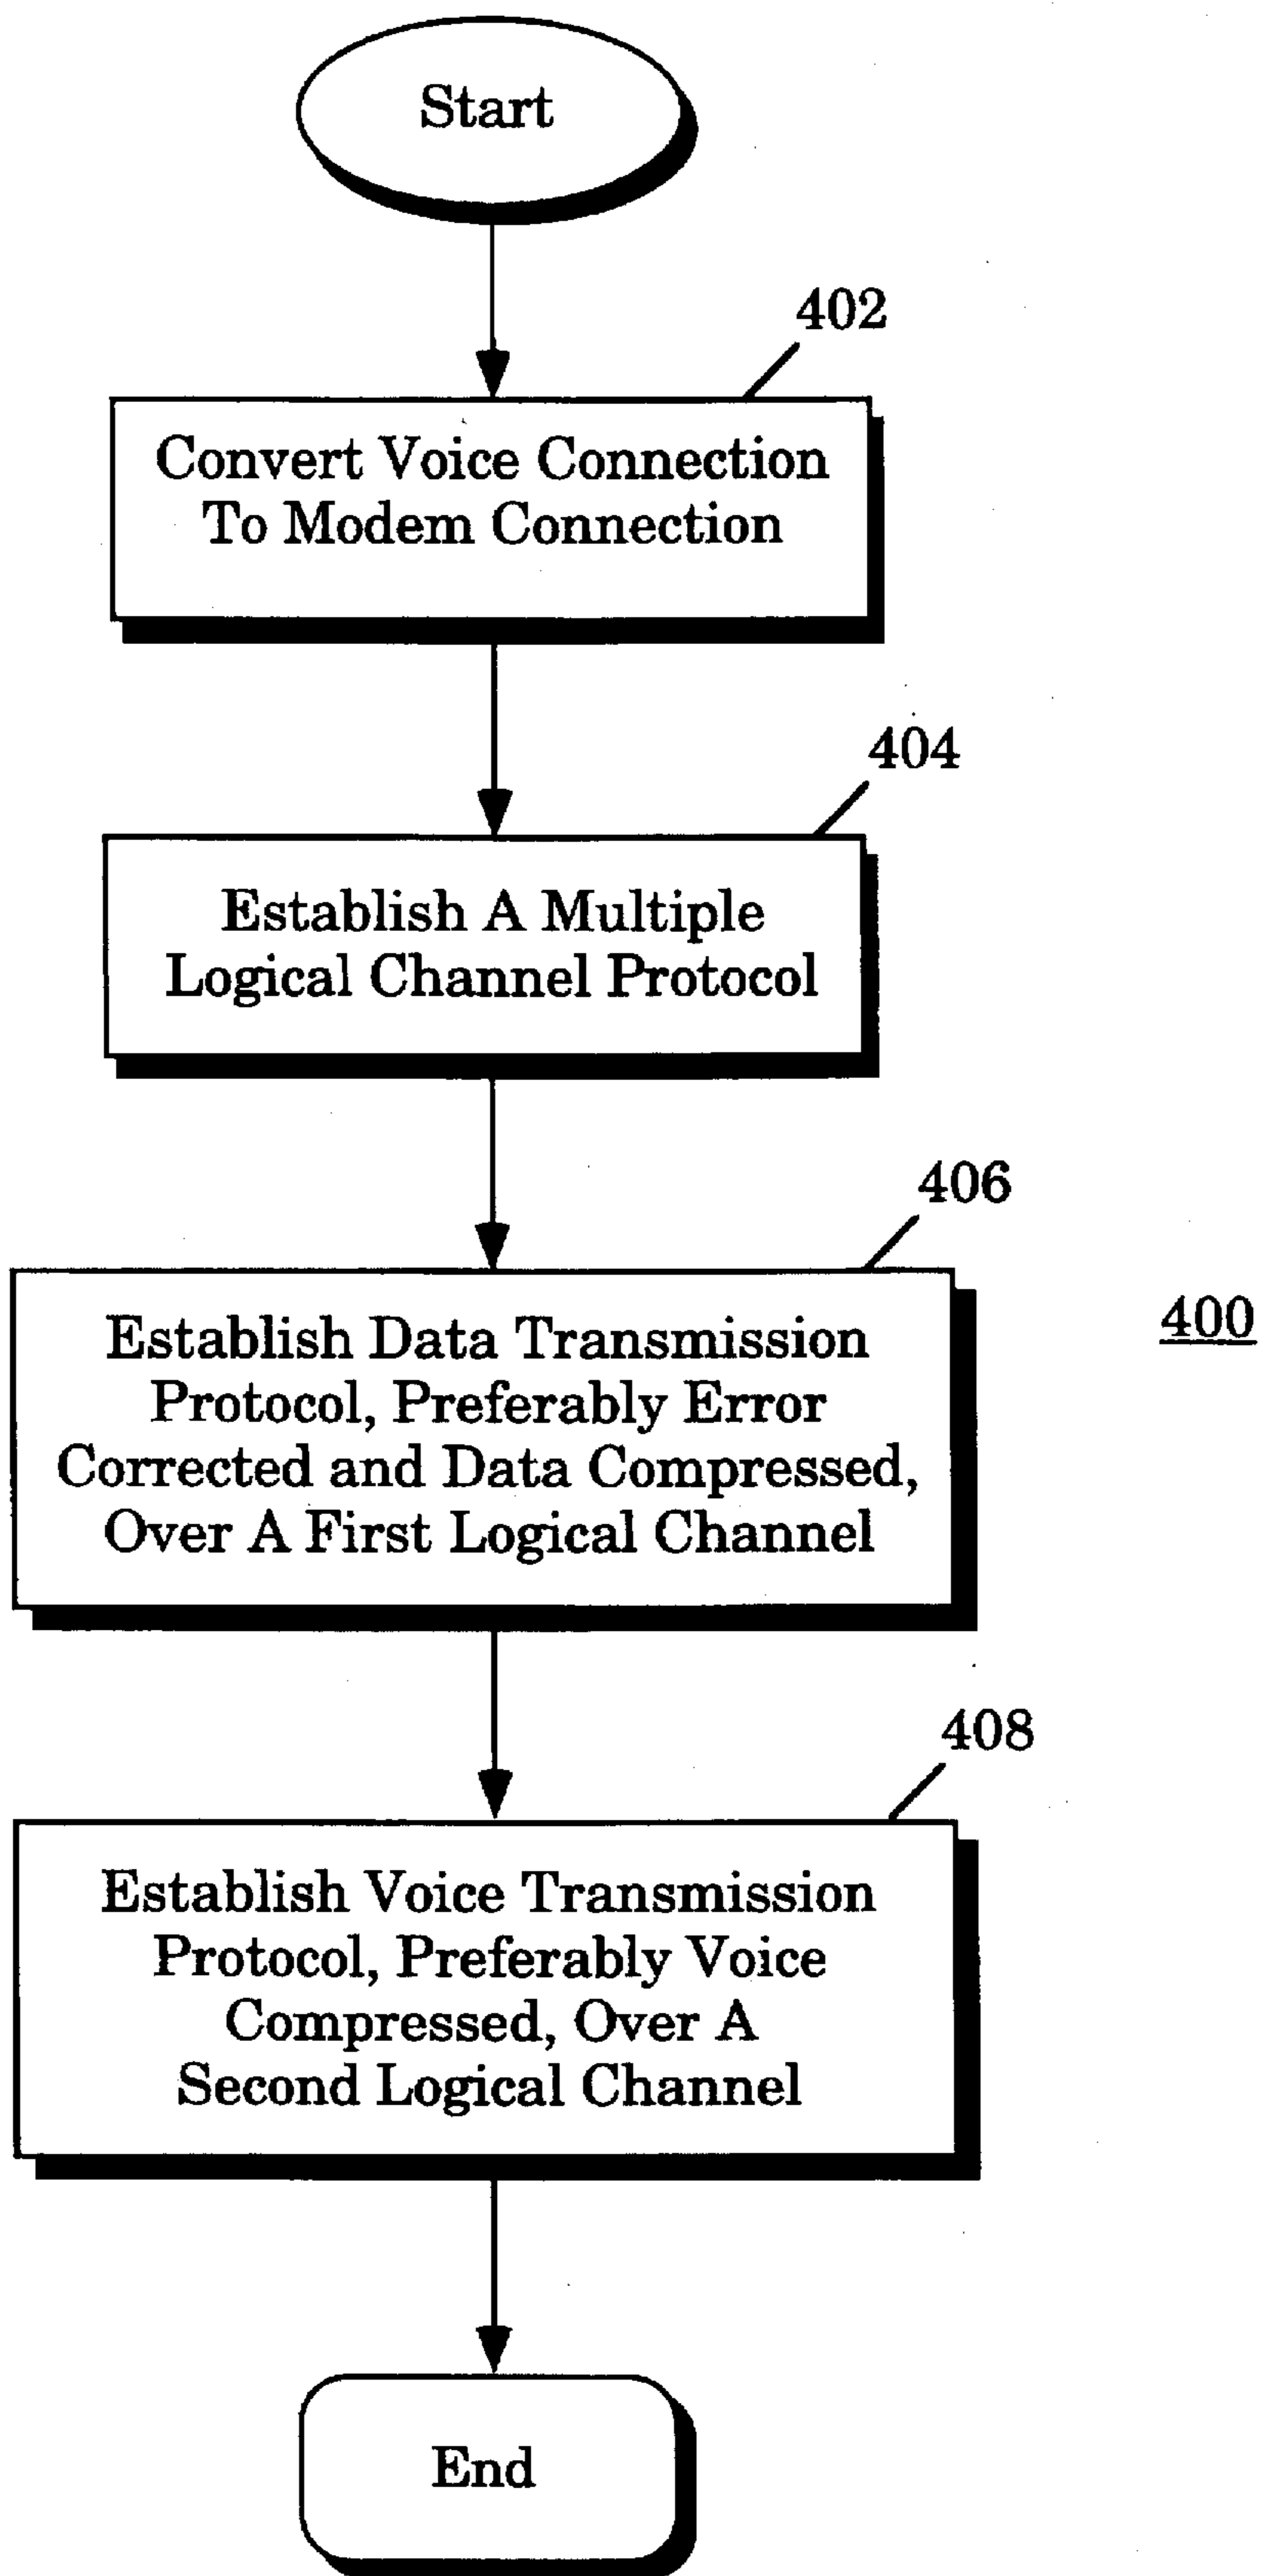 Start
402
Convert Voice Connection
To Modem Connection
404
Establish A Multiple
Logical Channel Protocol
406
Establish Data Transmission
Protocol, Preferably Error
Corrected and Data Compressed,
Over A First Logical Channel
400
408
Establish Voice Transmission
Protocol, Preferably Voice
Compressed, Over A
Second Logical Channel
End